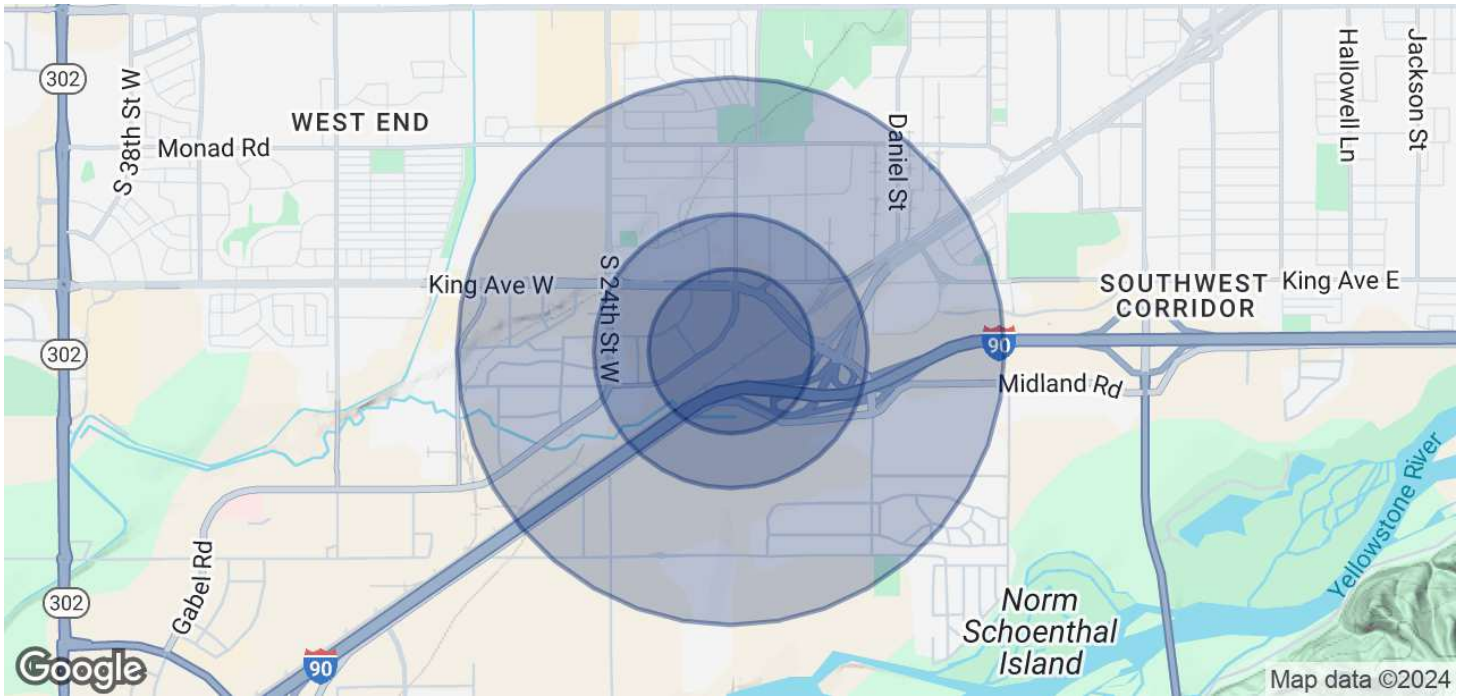 302
S 38th St W
WEST END
Monad Rd
Daniel St
Hallowell Ln
Jackson St
King Ave W
S 24th St W
SOUTHWEST
CORRIDOR
King Ave E
302
90
Midland Rd
Yellowstone River
Gabel Rd
302
Norm
Schoenthal
Island
90
Google
Map data ©2024